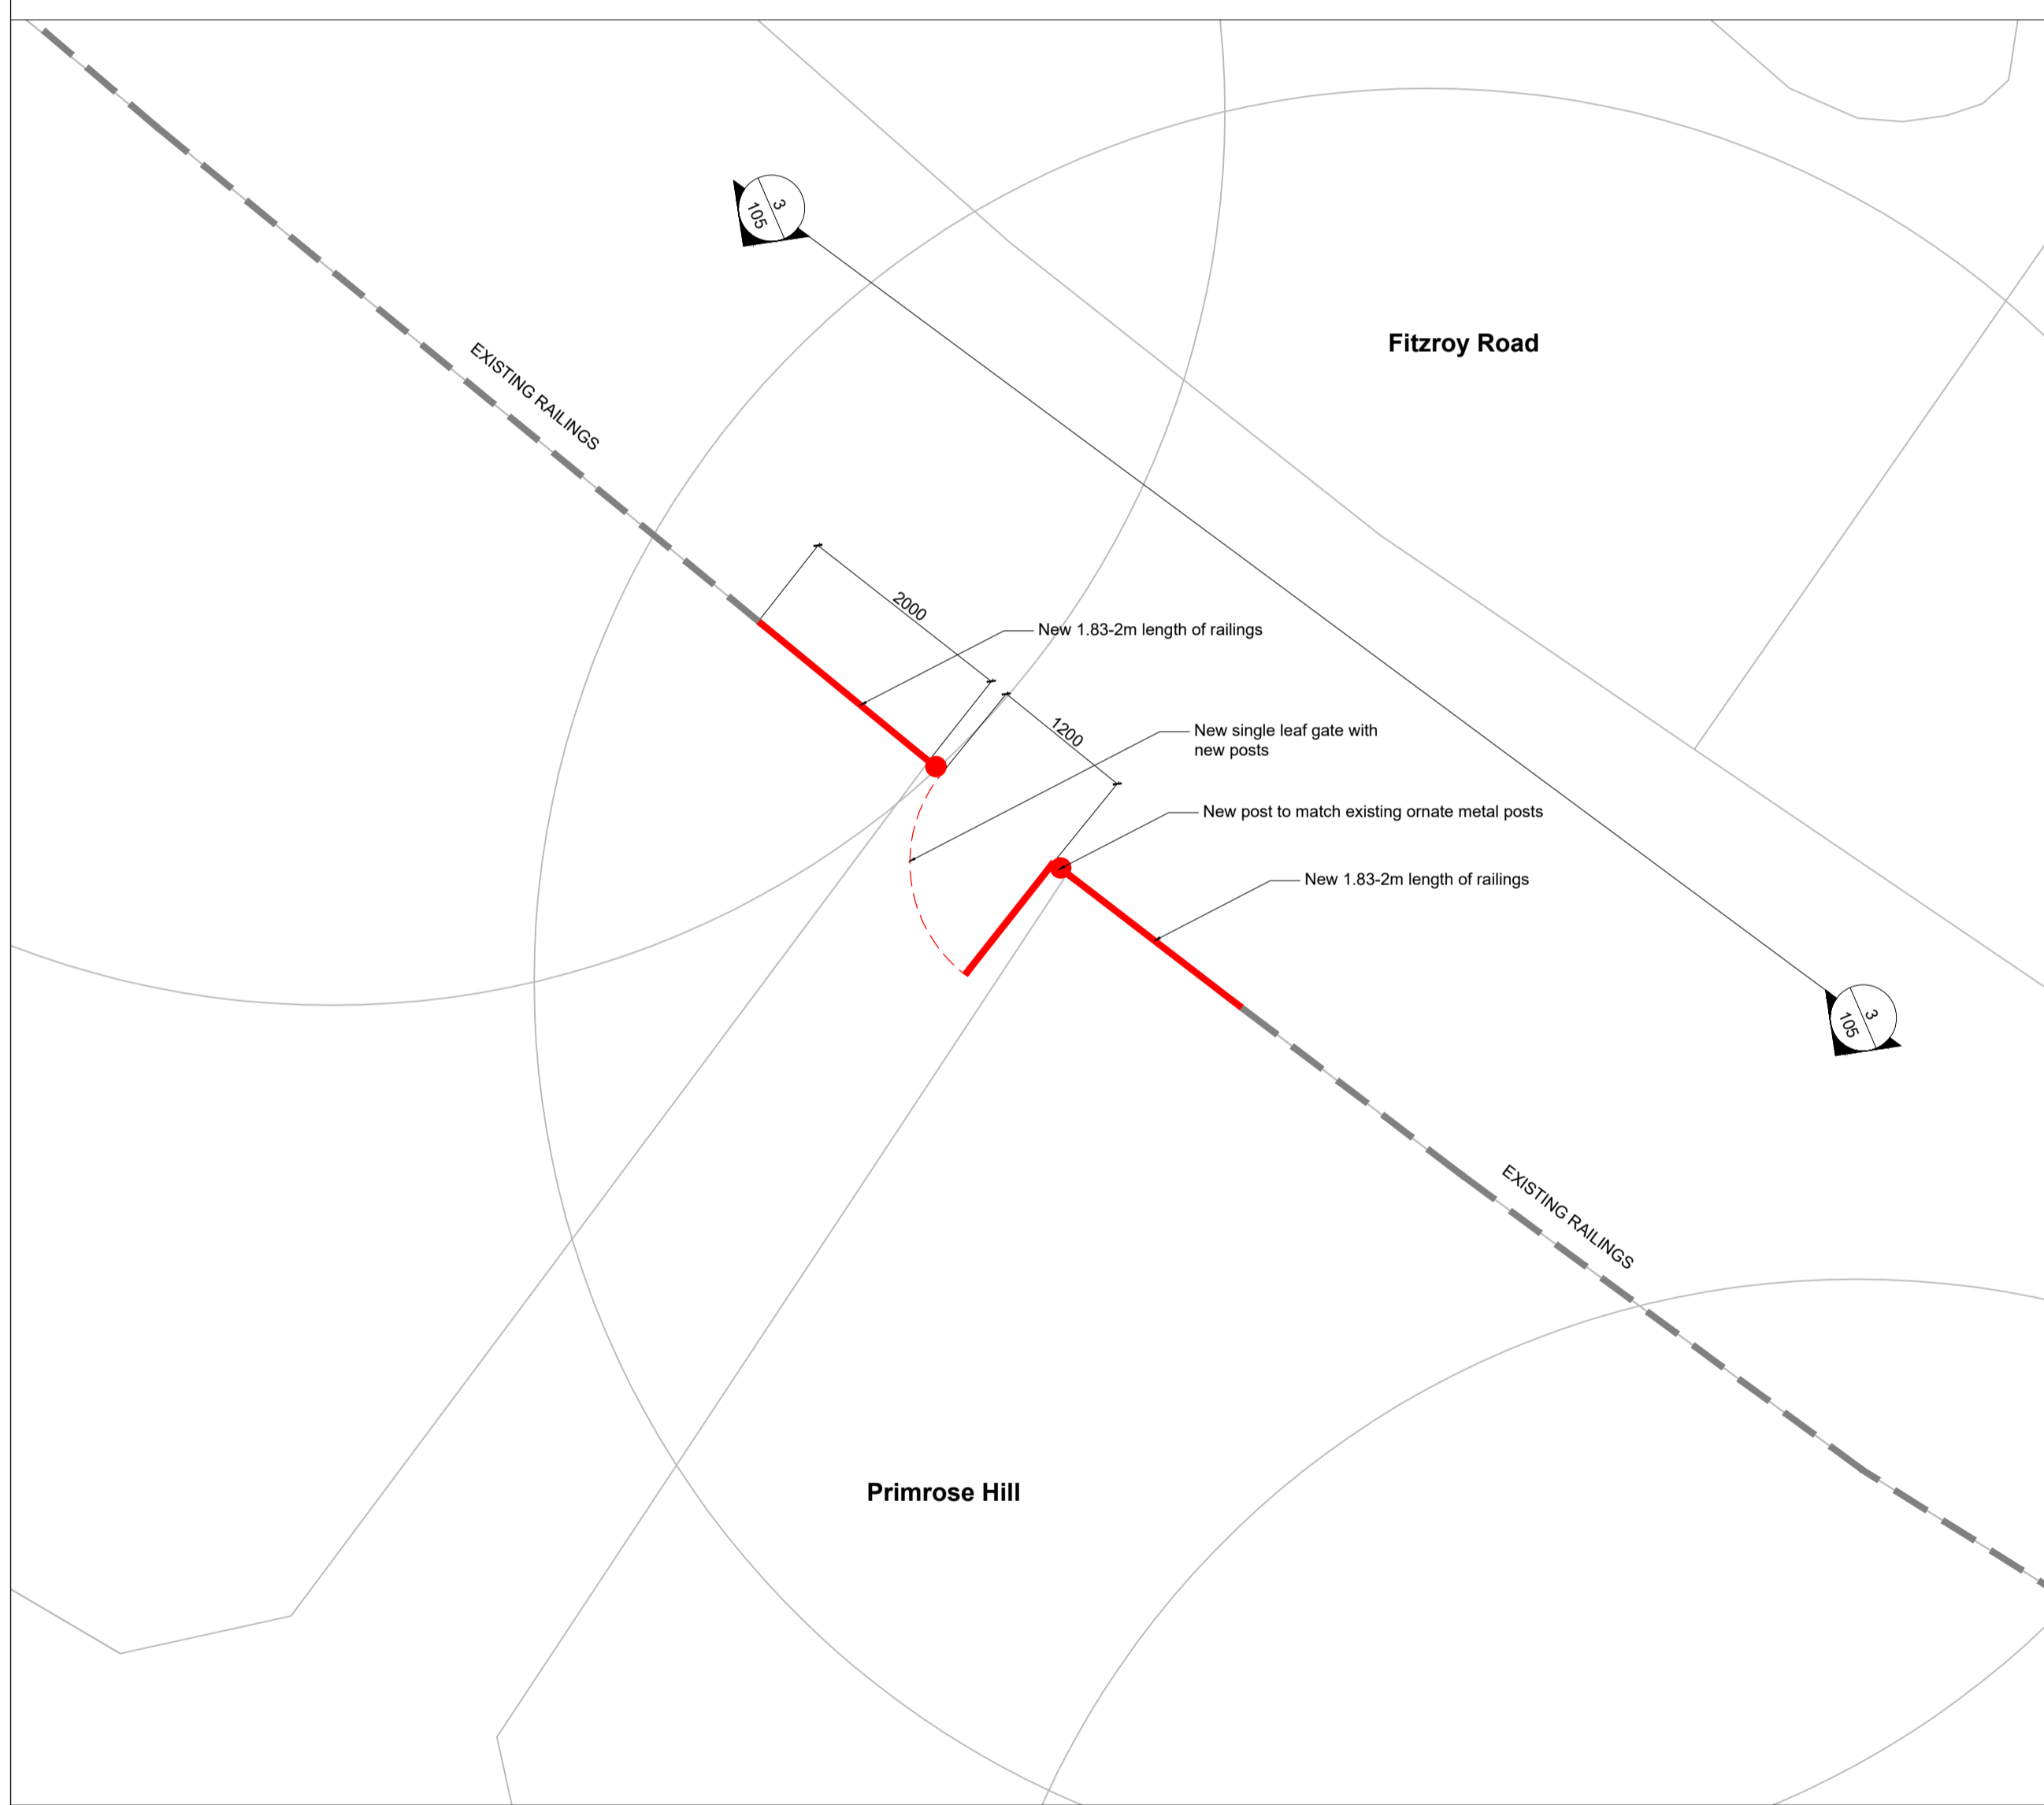 3
105
Fitzroy Road
EXISTING RAILINGS
2000
New 1.83-2m length of railings
1200
New single leaf gate with
new posts
New post to match existing ornate metal posts
New 1.83-2m length of railings
3
105
EXISTING RAILINGS
Primrose Hill